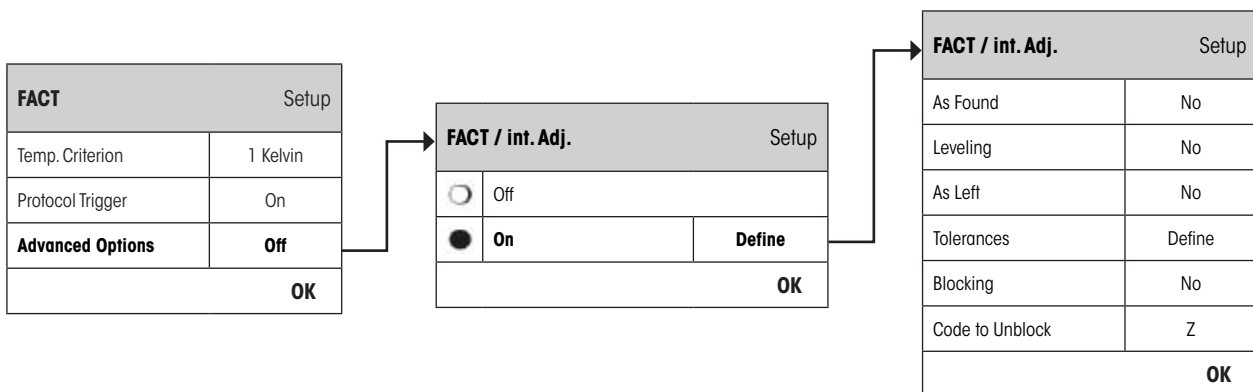 FACT Setup
Temp. Criterion 1 Kelvin
Protocol Trigger On
Advanced Options Off
OK
FACT / int. Adj. Setup
Off
On Define
OK
FACT / int. Adj. Setup
As Found No
Leveling No
As Left No
Tolerances Define
Blocking No
Code to Unblock Z
OK